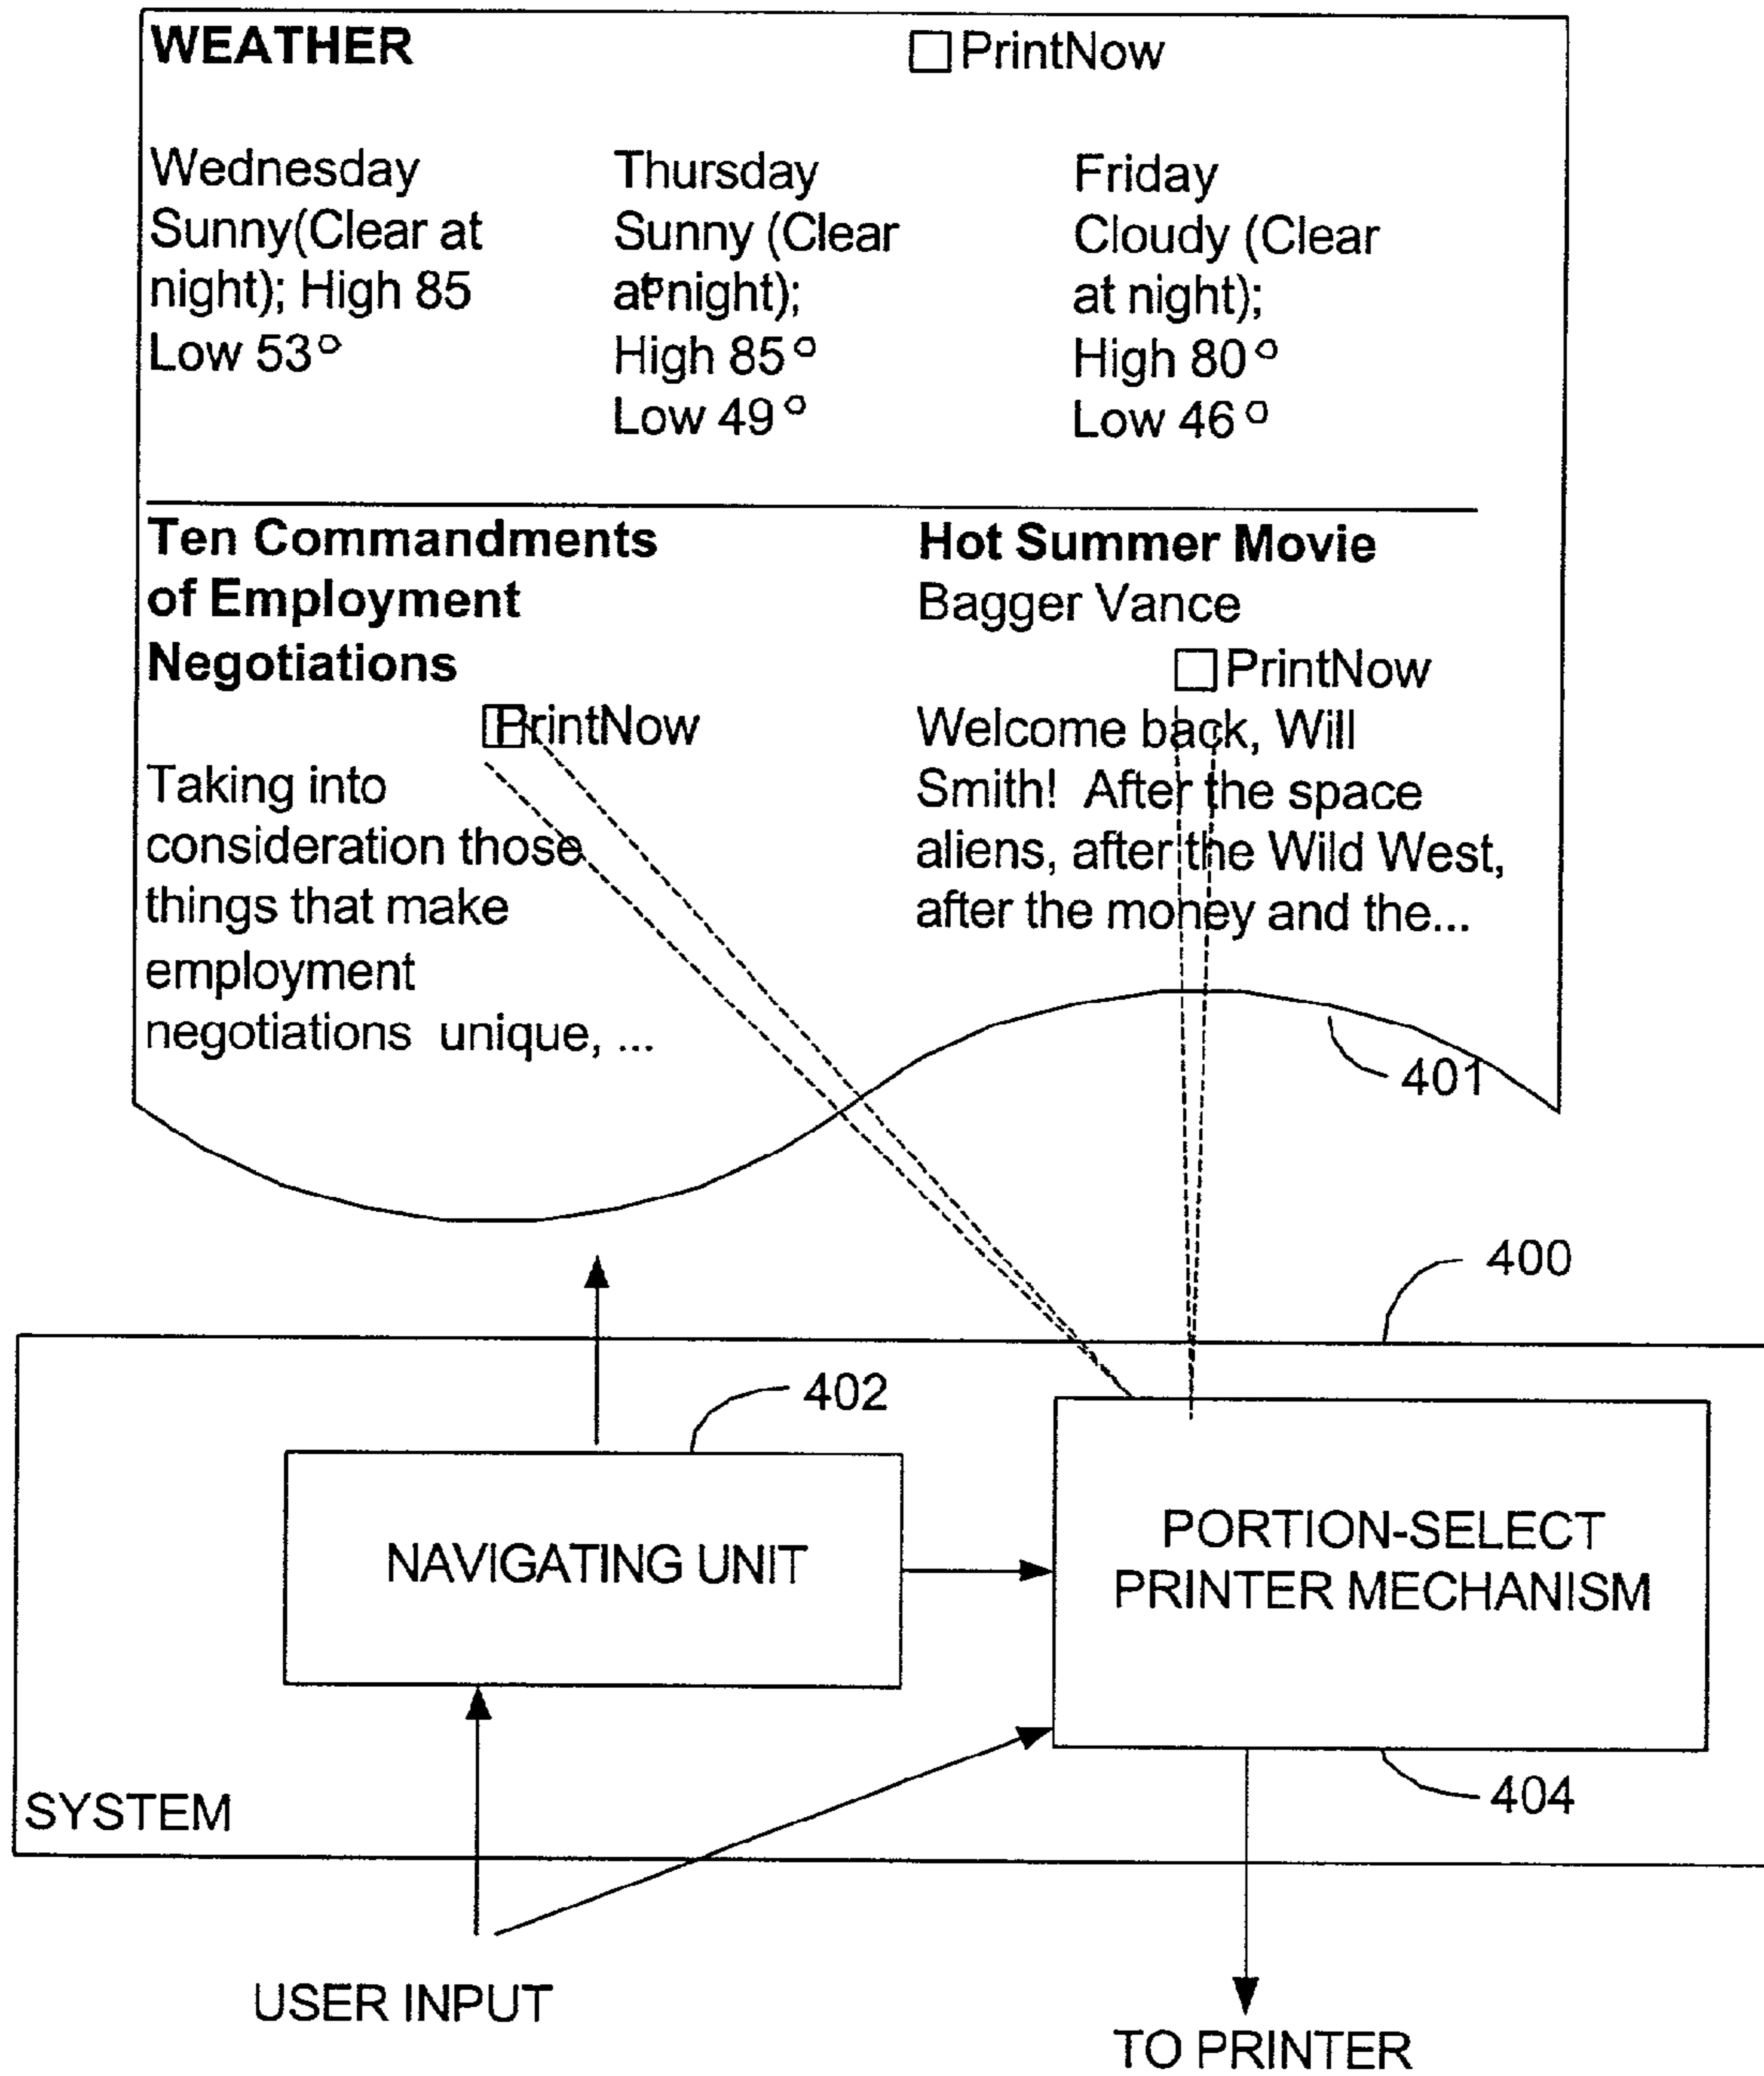 WEATHER
☐ PrintNow
Wednesday
Sunny(Clear at
night); High 85
Low 53°
Thursday
Sunny (Clear
at night);
High 85°
Low 49°
Friday
Cloudy (Clear
at night);
High 80°
Low 46°
Ten Commandments
of Employment
Negotiations
☐ PrintNow
Taking into
consideration those
things that make
employment
negotiations unique, ...
Hot Summer Movie
Bagger Vance
☐ PrintNow
Welcome back, Will
Smith! After the space
aliens, after the Wild West,
after the money and the...
401
400
402
NAVIGATING UNIT
PORTION-SELECT
PRINTER MECHANISM
404
SYSTEM
USER INPUT
TO PRINTER